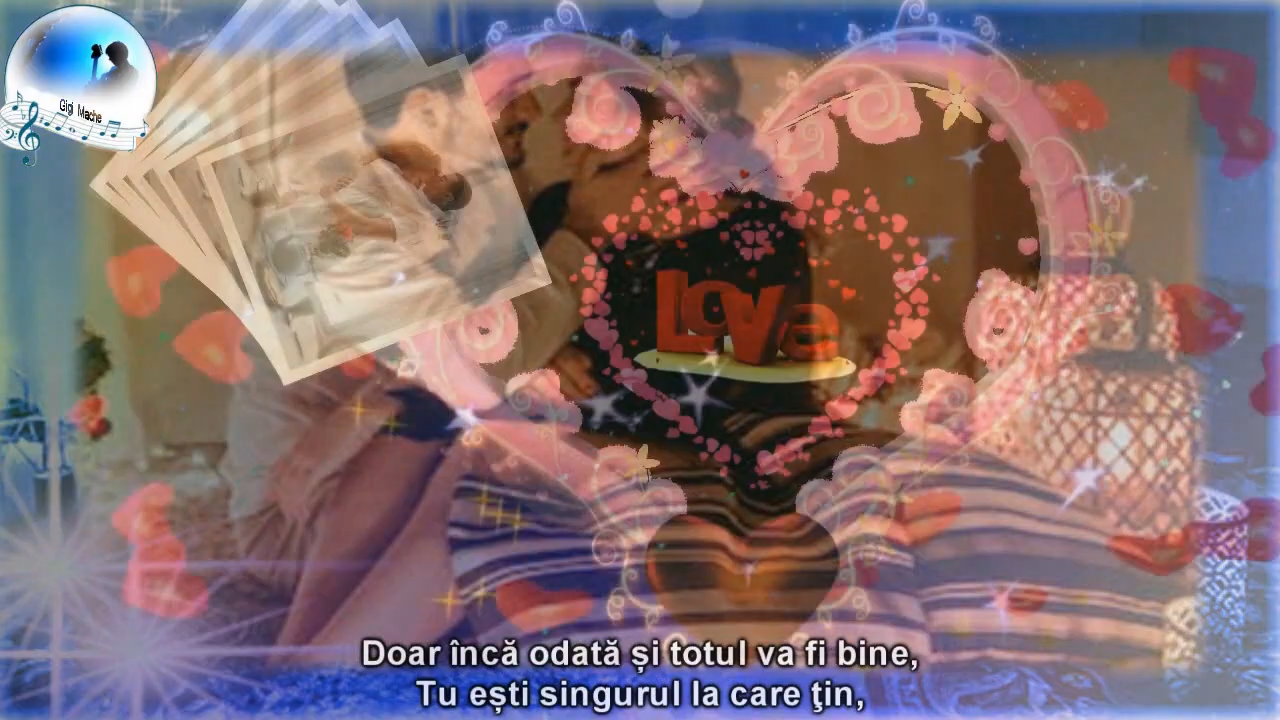 Gigi Mache
Love
Doar încă odată și totul va fi bine,
Tu ești singurul la care ţin,